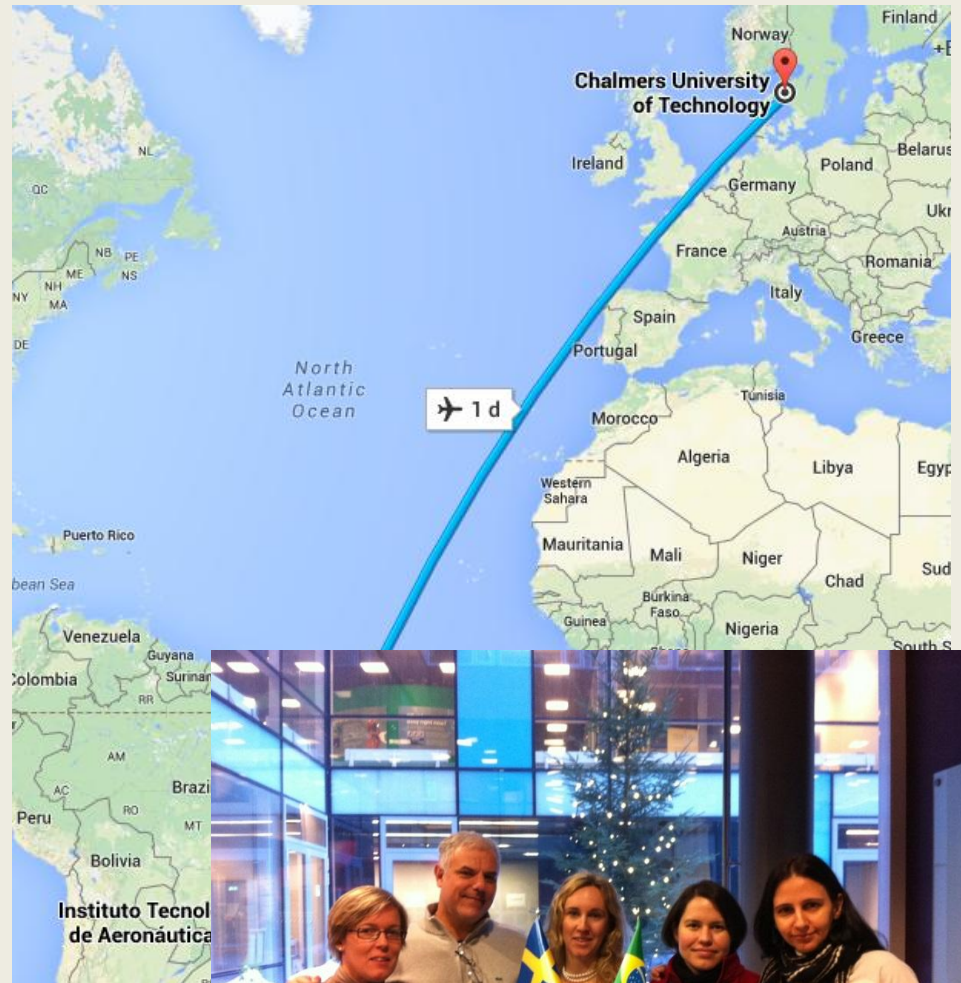 Finland
Norway
Chalmers University
of Technology
NL
Ireland
Poland
Belarus
QC
Germany
Ukr
NB
PE
Austria
ME
NS
France
Romania
NH
NY
MA
Italy
Spain
DE
Greece
Portugal
North
Atlantic
Ocean
1 d
Tunisia
Morocco
Algeria
Libya
Egyp
Western
Sahara
Puerto Rico
Mauritania
Mali
Niger
Sud
bean Sea
Chad
Burkina
Faso
Guinea
Nigeria
Venezuela
Guyana
South S
Colombia
Surinar
RR
AM
AC
Brazi
RO
Peru
MT
Bolivia
Instituto Tecnol
de Aeronáutica